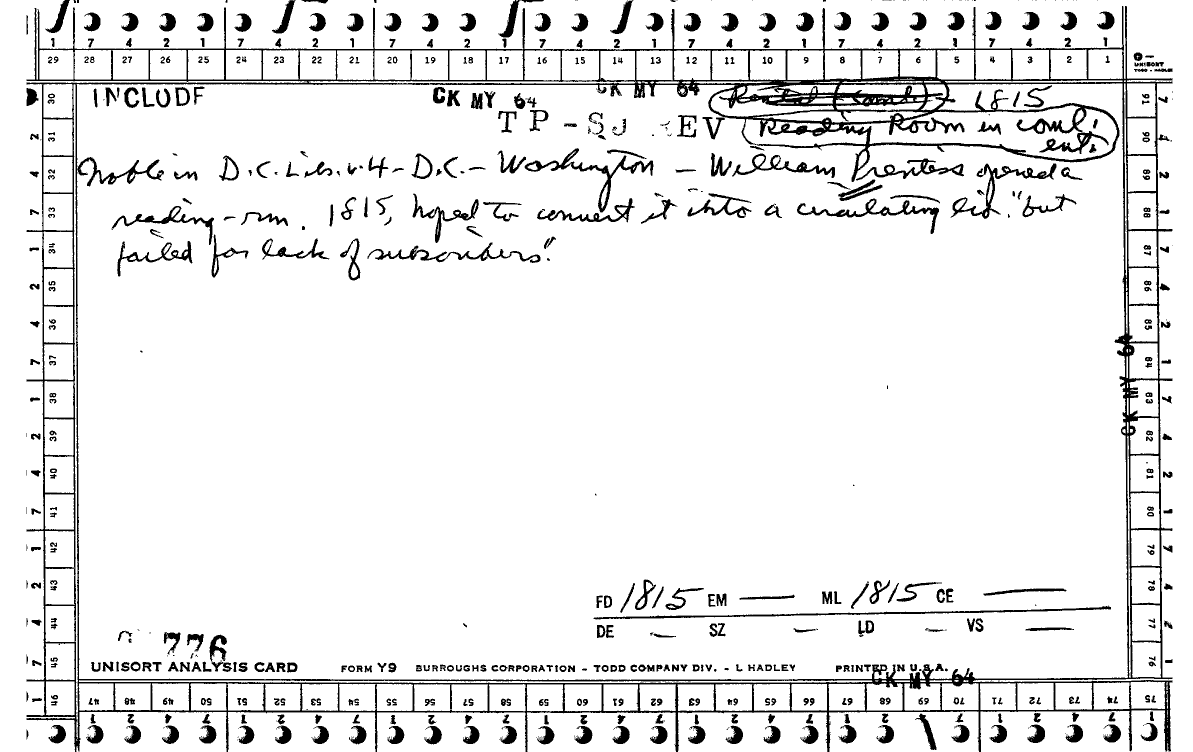 7 4 2 1 7 4 2 1 7 4 2 1 7 4 2 1 7 4 2 1 7 4 2 1 7 4 2 1
29 28 27 26 25 24 23 22 21 20 19 18 17 16 15 14 13 12 11 10 9 8 7 6 5 4 3 2 1
UNISORT
INCLUDE CK MY 64 CK MY 64 Rental (comb.) - 1815
TP - SJ REV Reading Room in coml.
ent.
Noble in D.C. Libs. v. 4 - D.C. - Washington - William Prentiss opened a
reading-rm. 1815, hoped to convert it into a circulating lib. "but
failed for lack of subscribers."
30 31 32 33 34 35 36 37 38 39 40 41 42 43 44 45 46
91 90 89 88 87 86 85 84 83 82 81 80 79 78 77 76 75
CK MY 64
FD 1815 EM — ML 1815 CE —
DE — SZ — LD — VS —
776
UNISORT ANALYSIS CARD FORM Y9 BURROUGHS CORPORATION - TODD COMPANY DIV. - L HADLEY PRINTED IN U.S.A.
CK MY 64
47 48 49 50 51 52 53 54 55 56 57 58 59 60 61 62 63 64 65 66 67 68 69 70 71 72 73 74